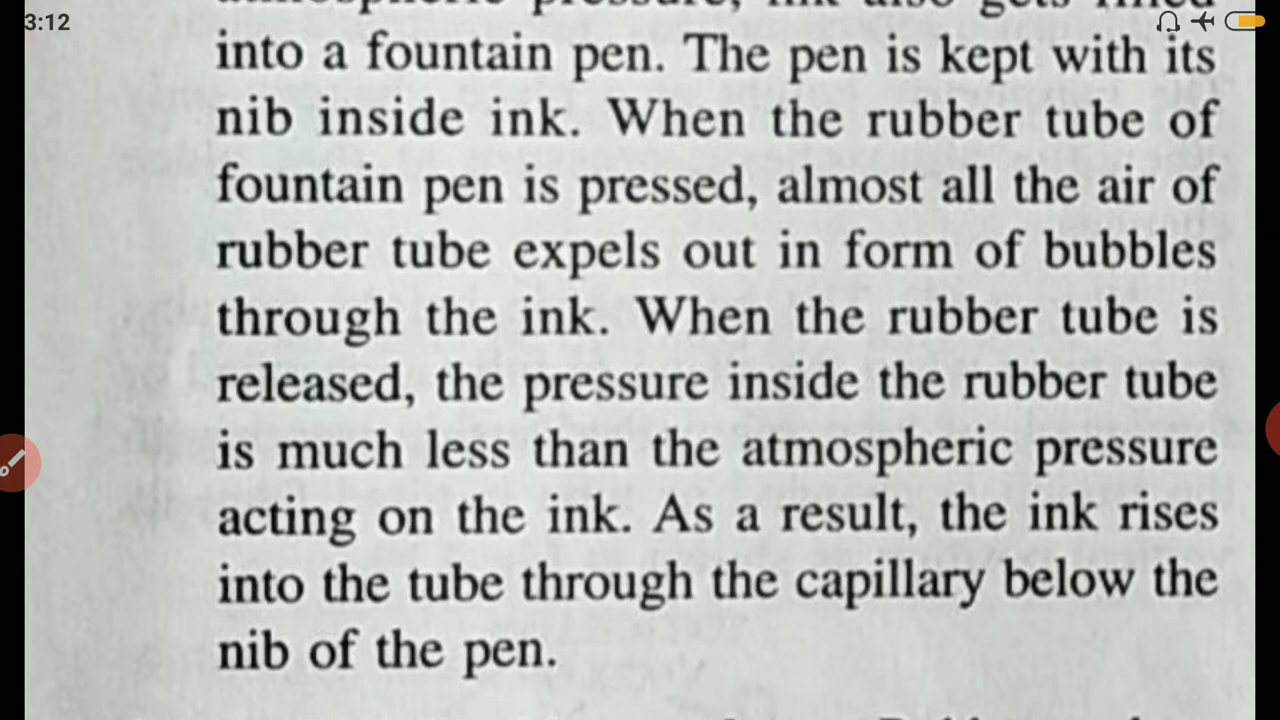 3:12
into a fountain pen. The pen is kept with its
nib inside ink. When the rubber tube of
fountain pen is pressed, almost all the air of
rubber tube expels out in form of bubbles
through the ink. When the rubber tube is
released, the pressure inside the rubber tube
is much less than the atmospheric pressure
acting on the ink. As a result, the ink rises
into the tube through the capillary below the
nib of the pen.